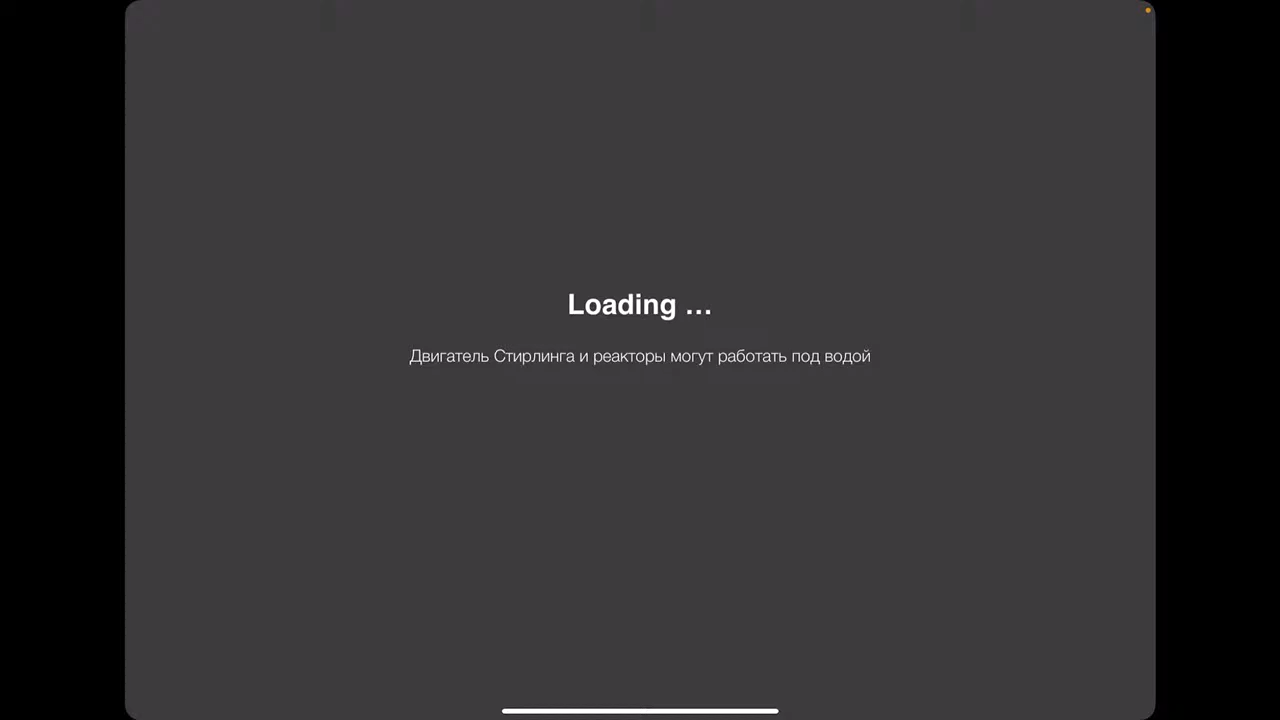 Loading ...
Двигатель Стирлинга и реакторы могут работать под водой